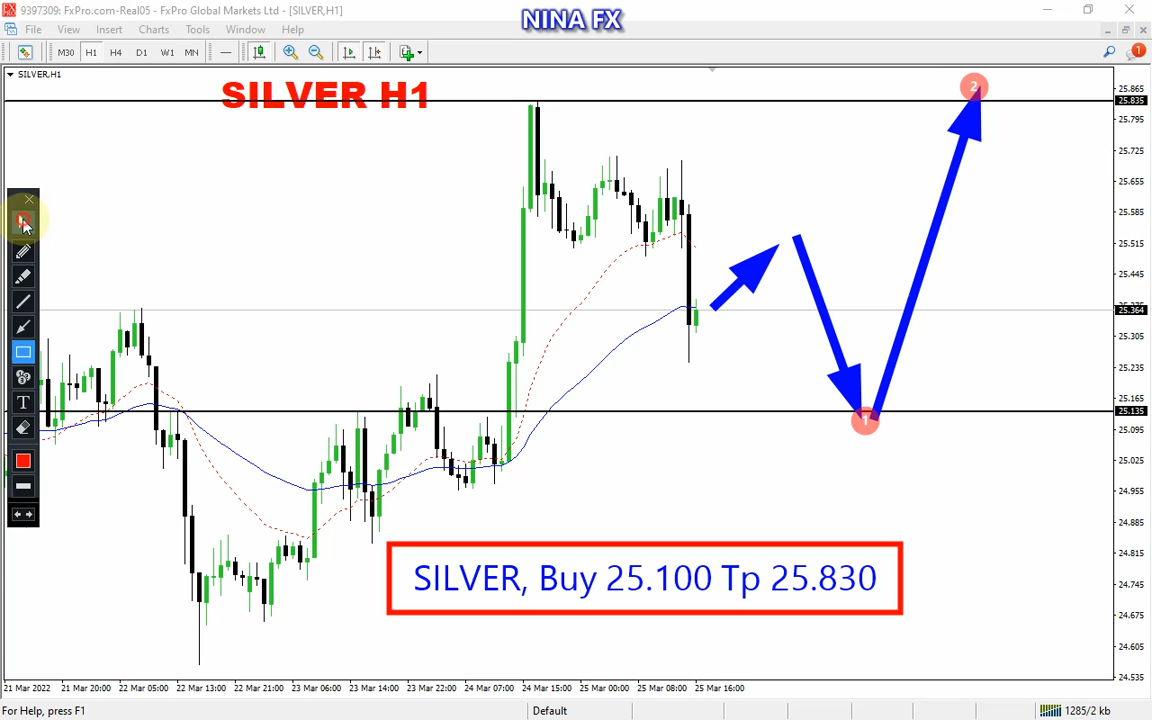 9397309: FxPro.com-Real05 - FxPro Global Markets Ltd - [SILVER,H1]
NINA FX
File View Insert Charts Tools Window Help
M30 H1 H4 D1 W1 MN
1
SILVER,H1
SILVER H1
2
25.865
25.835
25.795
25.725
25.655
25.585
25.515
25.445
25.364
25.305
25.235
25.165
25.135
1
25.095
25.025
24.955
24.885
24.815
24.745
24.675
24.605
24.535
T
SILVER, Buy 25.100 Tp 25.830
21 Mar 2022 21 Mar 20:00 22 Mar 05:00 22 Mar 13:00 22 Mar 21:00 23 Mar 06:00 23 Mar 14:00 23 Mar 22:00 24 Mar 07:00 24 Mar 15:00 25 Mar 00:00 25 Mar 08:00 25 Mar 16:00
For Help, press F1 Default 1285/2 kb